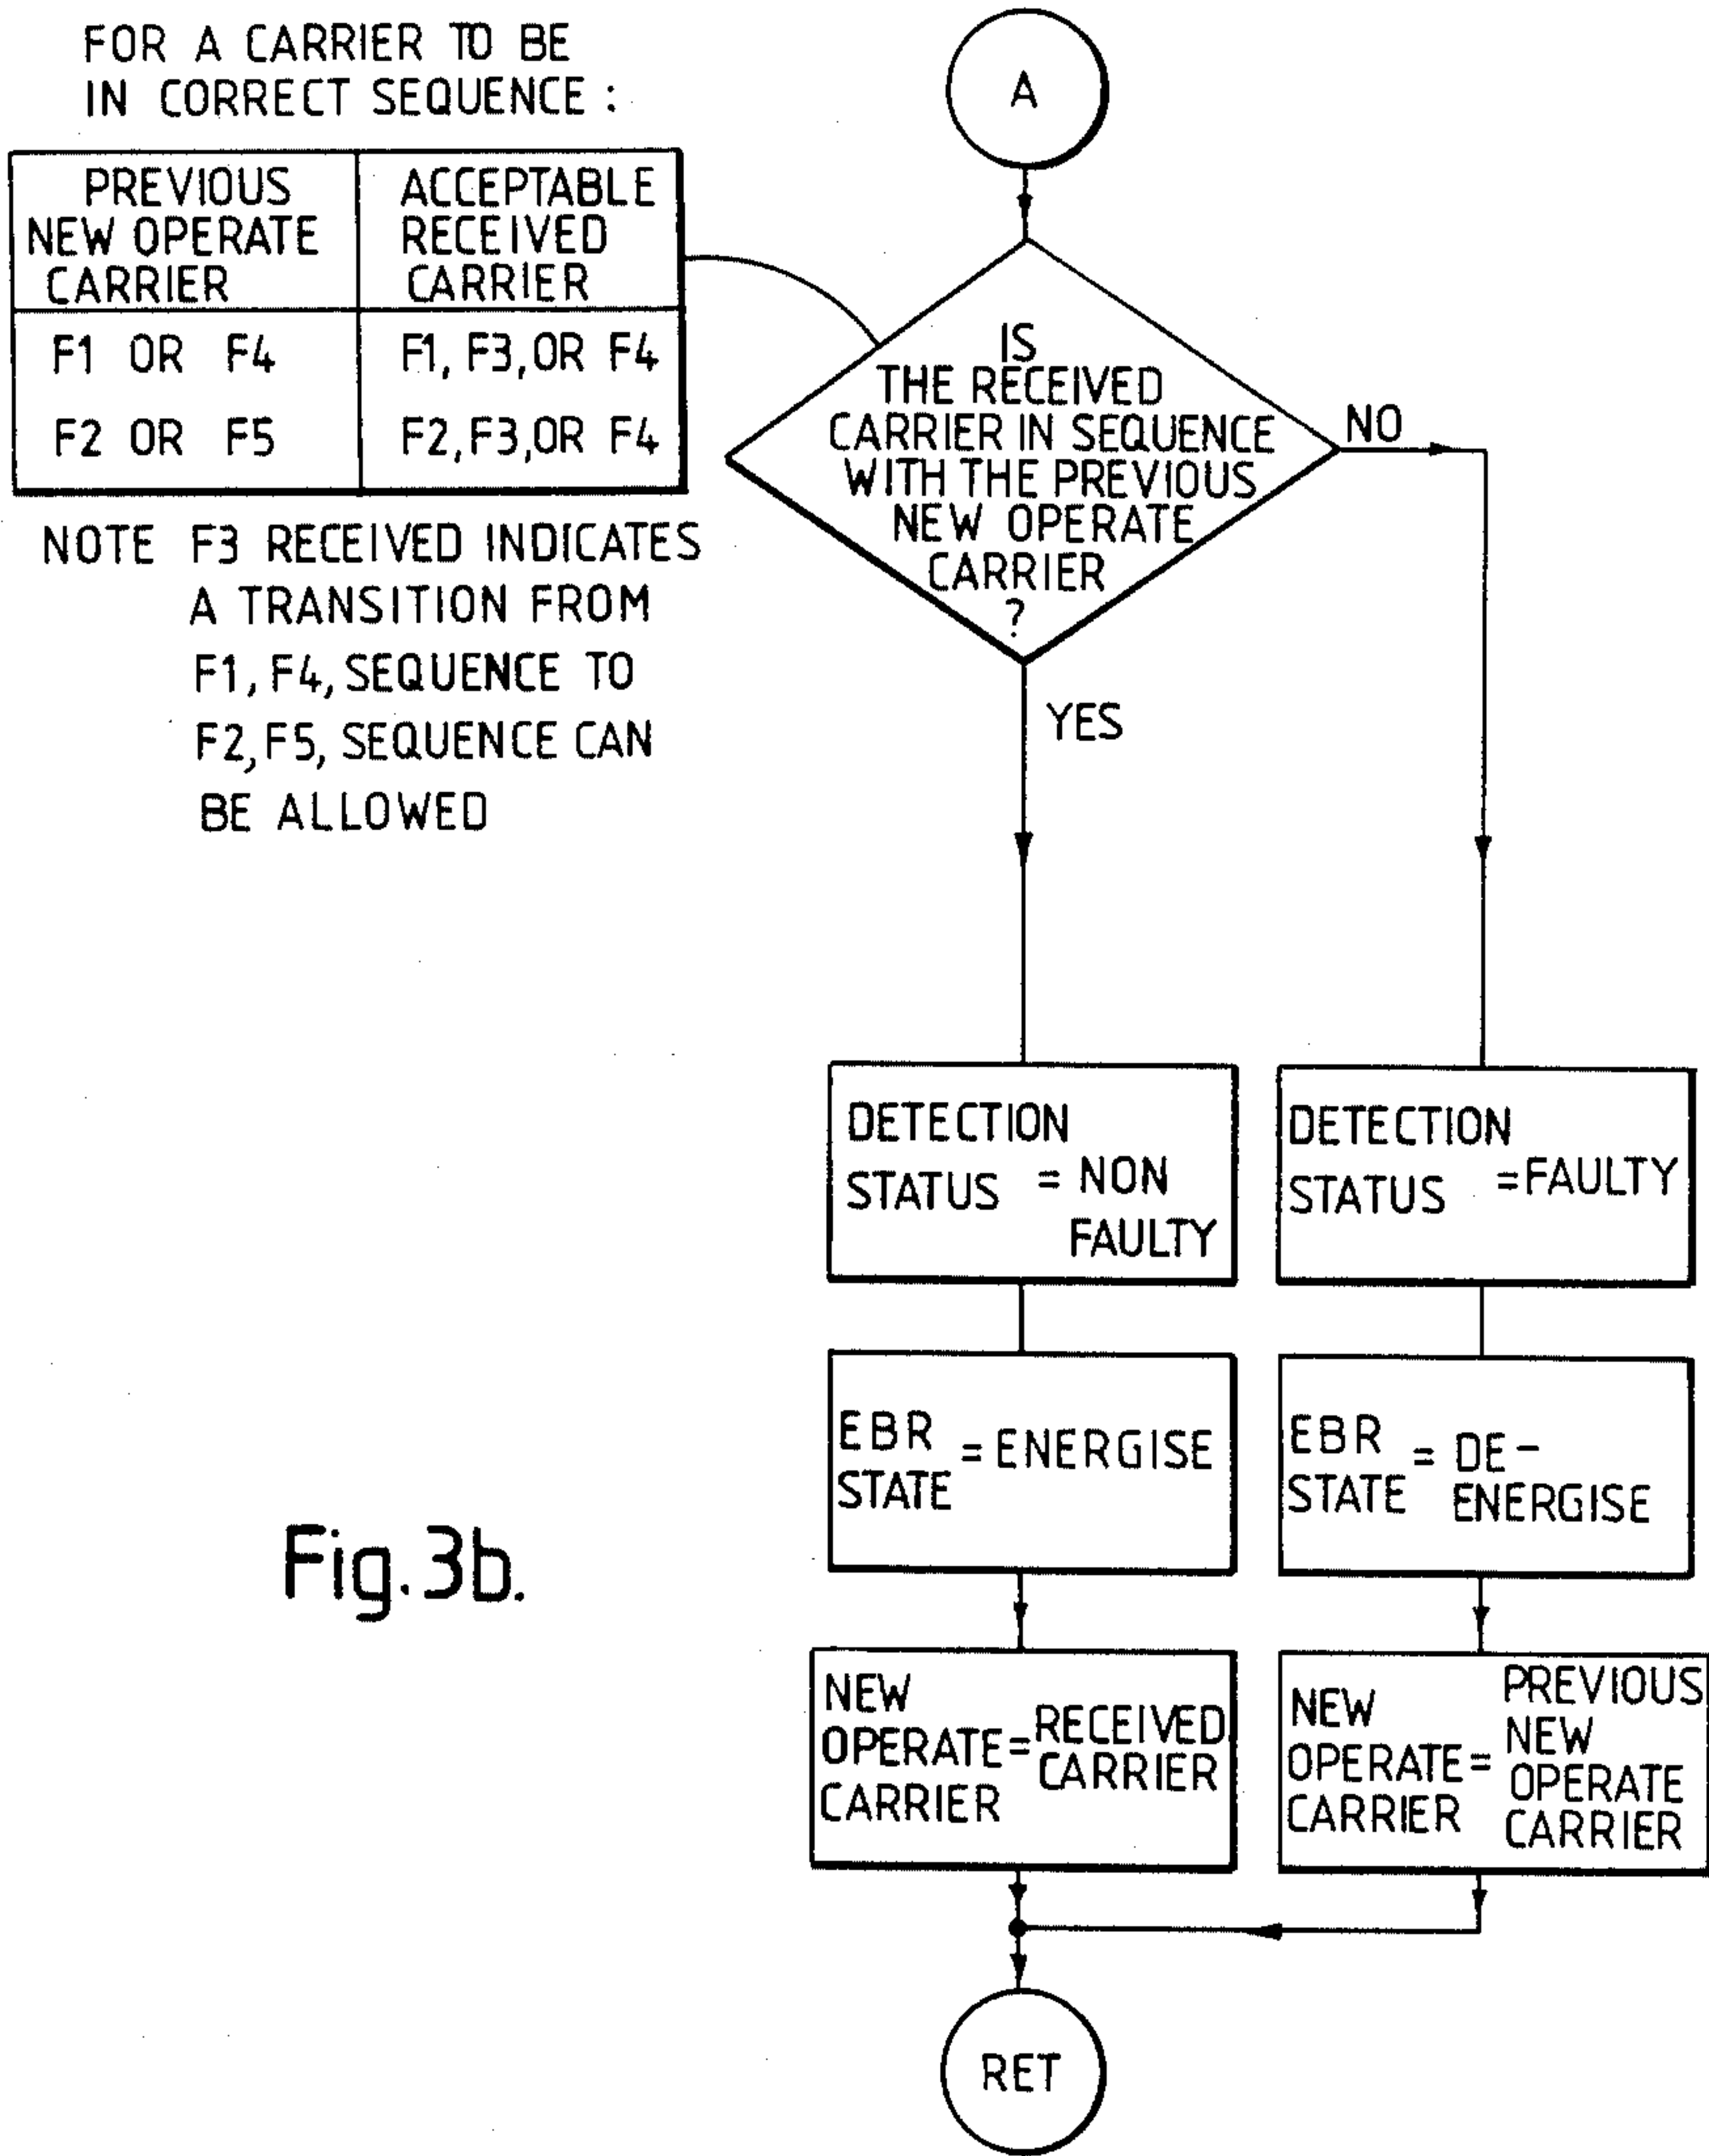 FOR A CARRIER TO BE
IN CORRECT SEQUENCE :
PREVIOUS
NEW OPERATE
CARRIER
ACCEPTABLE
RECEIVED
CARRIER
F1 OR F4
F1, F3, OR F4
F2 OR F5
F2, F3, OR F4
NOTE F3 RECEIVED INDICATES
A TRANSITION FROM
F1, F4, SEQUENCE TO
F2, F5, SEQUENCE CAN
BE ALLOWED
A
IS
THE RECEIVED
CARRIER IN SEQUENCE
WITH THE PREVIOUS
NEW OPERATE
CARRIER
?
NO
YES
DETECTION
STATUS = NON
FAULTY
DETECTION
STATUS = FAULTY
EBR
STATE = ENERGISE
EBR
STATE = DE-
ENERGISE
NEW
OPERATE =
CARRIER
RECEIVED
CARRIER
NEW
OPERATE =
CARRIER
PREVIOUS
NEW
OPERATE
CARRIER
RET
Fig. 3b.